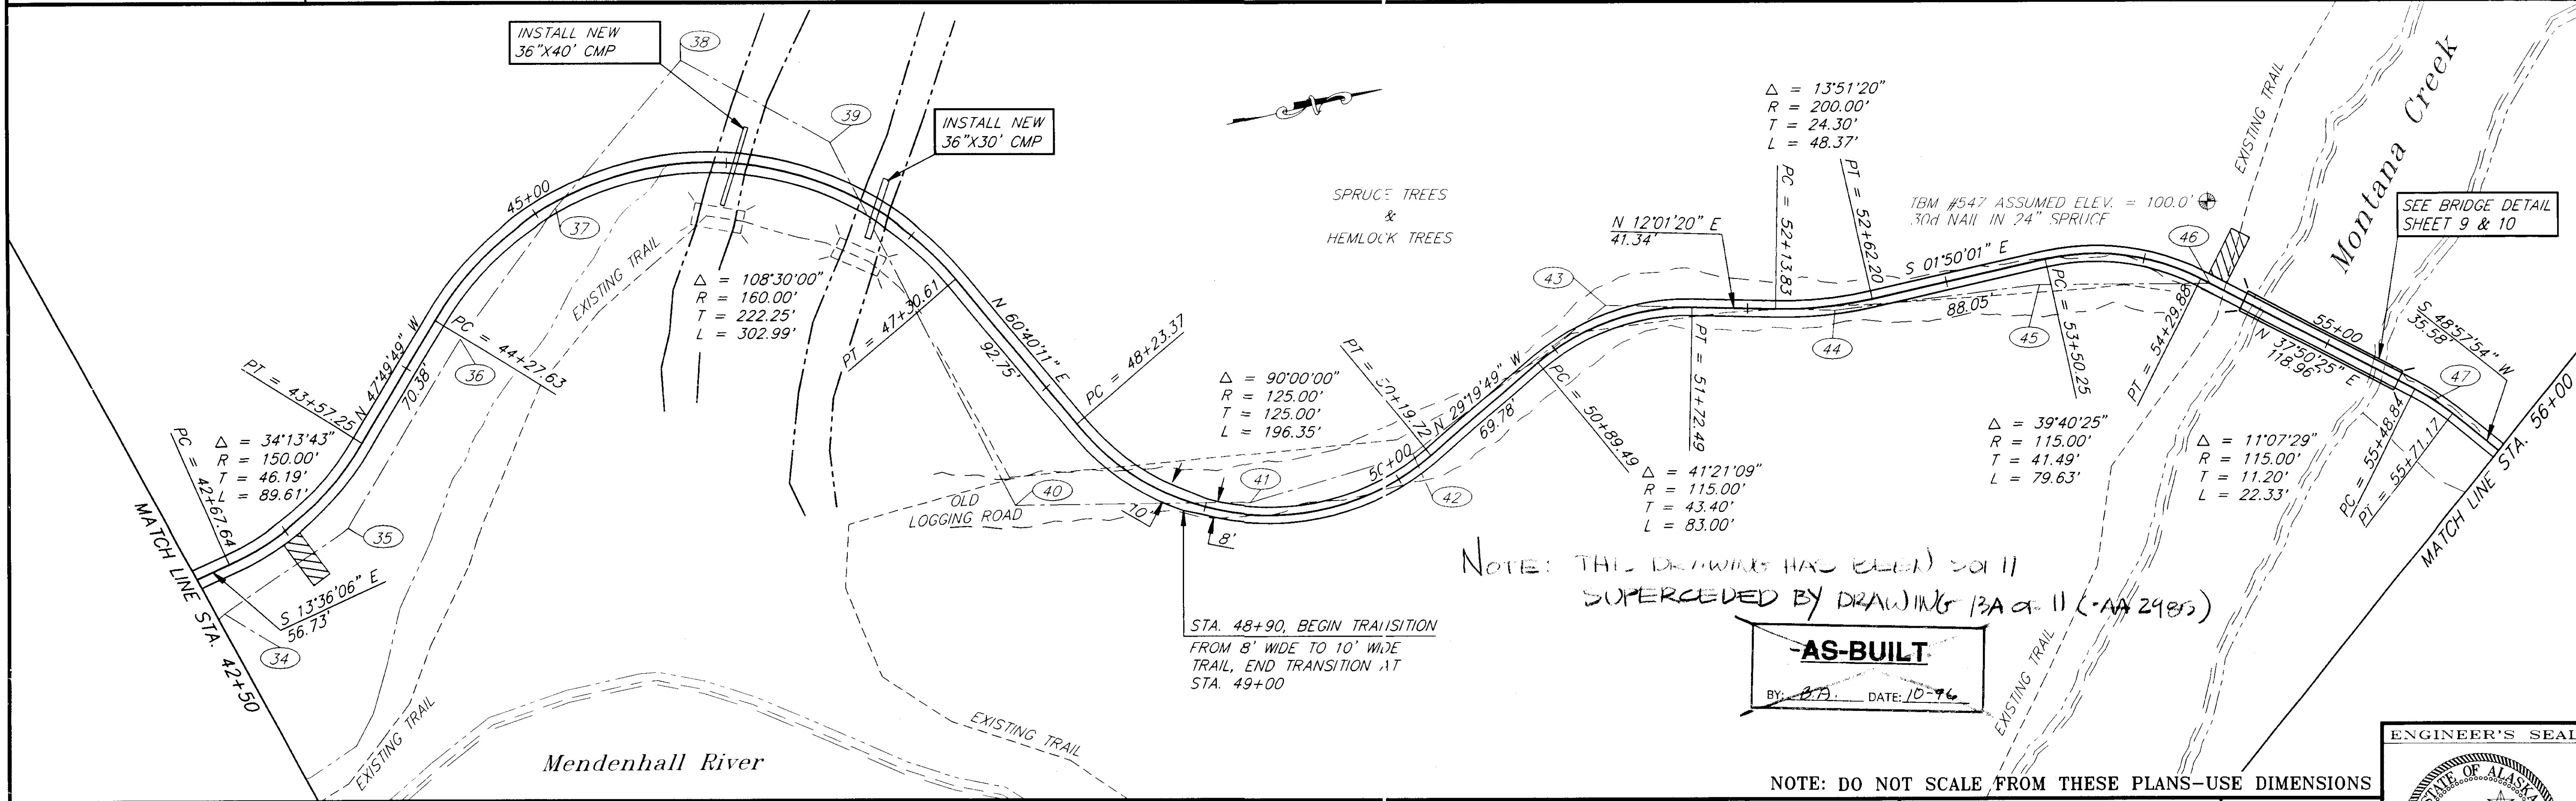 INSTALL NEW
36"X40' CMP
38
39
INSTALL NEW
36"X30' CMP
45+00
37
EXISTING TRAIL
Δ = 108°30'00"
R = 160.00'
T = 222.25'
L = 302.99'
PT = 47+30.61
N 60°40'11" E
92.75'
PC = 48+23.37
PC = 44+27.63
36
N 47°49'49" W
70.38'
PT = 43+57.25
PC = 42+67.64
Δ = 34°13'43"
R = 150.00'
T = 46.19'
L = 89.61'
35
MATCH LINE STA. 42+50
S 13°36'06" E
56.73'
34
EXISTING TRAIL
Mendenhall River
EXISTING TRAIL
OLD
LOGGING ROAD
40
10'
8'
41
Δ = 90°00'00"
R = 125.00'
T = 125.00'
L = 196.35'
50+00
42
STA. 48+90, BEGIN TRANSITION
FROM 8' WIDE TO 10' WIDE
TRAIL, END TRANSITION AT
STA. 49+00
SPRUCE TREES
&
HEMLOCK TREES
PT = 50+19.72
N 29°19'49" W
69.78'
43
PC = 50+89.49
N 12°01'20" E
41.34'
PT = 51+72.49
Δ = 41°21'09"
R = 115.00'
T = 43.40'
L = 83.00'
Δ = 13°51'20"
R = 200.00'
T = 24.30'
L = 48.37'
PC = 52+13.83
PT = 52+62.20
44
TBM #547 ASSUMED ELEV. = 100.0'
30d NAIL IN 24" SPRUCE
S 01°50'01" E
88.05'
45
PC = 53+50.25
46
EXISTING TRAIL
Montana Creek
SEE BRIDGE DETAIL
SHEET 9 & 10
PT = 54+29.88
Δ = 39°40'25"
R = 115.00'
T = 41.49'
L = 79.63'
55+00
N 37°50'25" E
118.96'
Δ = 11°07'29"
R = 115.00'
T = 11.20'
L = 22.33'
PC = 55+48.84
PT = 55+71.17
S 48°57'54" W
35.58'
47
MATCH LINE STA. 56+00
NOTE: THIS DRAWING HAS BEEN
SUPERCEDED BY DRAWING
AS-BUILT
BY: B.A. DATE: 10-96
EXISTING TRAIL
NOTE: DO NOT SCALE FROM THESE PLANS-USE DIMENSIONS
ENGINEER'S SEAL
STATE OF ALASKA